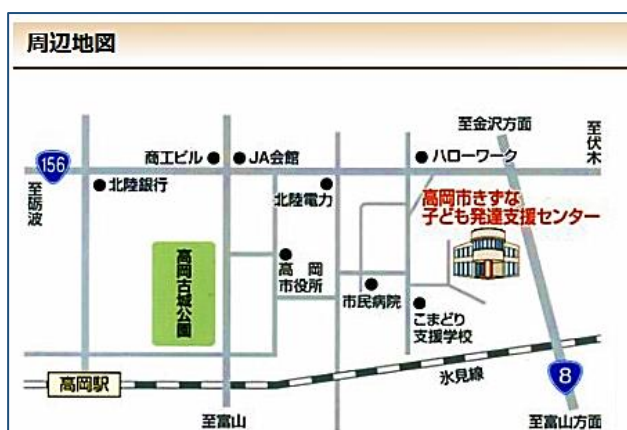 周辺地図
至金沢方面
至伏木
商工ビル
JA会館
ハローワーク
156
至砺波
北陸銀行
北陸電力
高岡市きずな
子ども発達支援センター
高岡古城公園
高岡
市役所
市民病院
こまどり
支援学校
高岡駅
氷見線
8
至富山
至富山方面